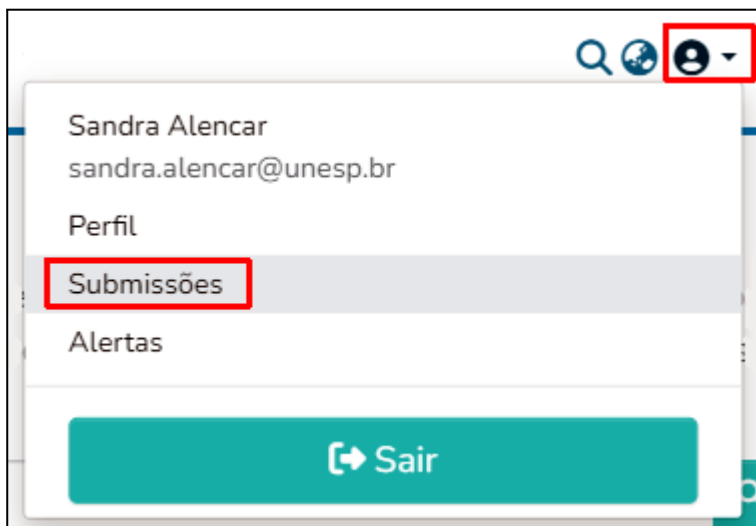 Sandra Alencar
sandra.alencar@unesp.br
Perfil
Submissões
Alertas
Sair